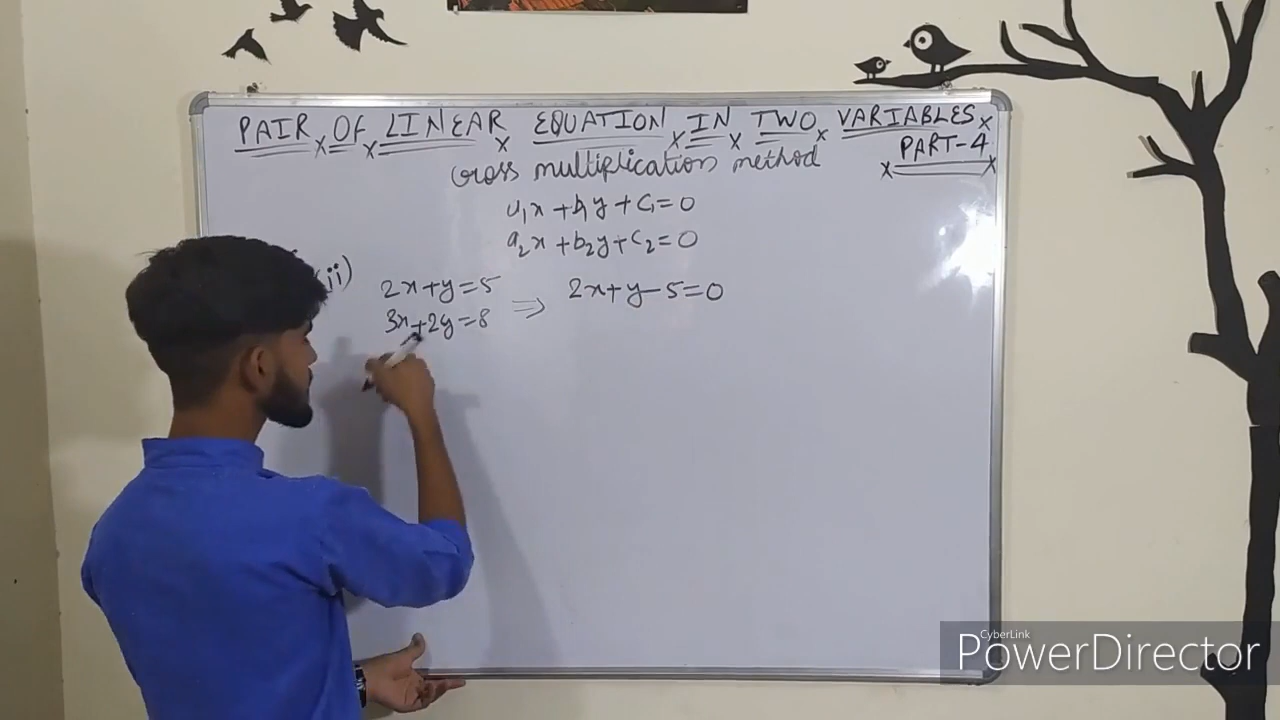 PAIR OF LINEAR EQUATION IN TWO VARIABLES
PART-4
Cross multiplication method
a₁x + b₁y + c₁ = 0
a₂x + b₂y + c₂ = 0
(ii)
2x+y=5 ⇒ 2x+y-5=0
3x+2y=8
CyberLink
PowerDirector